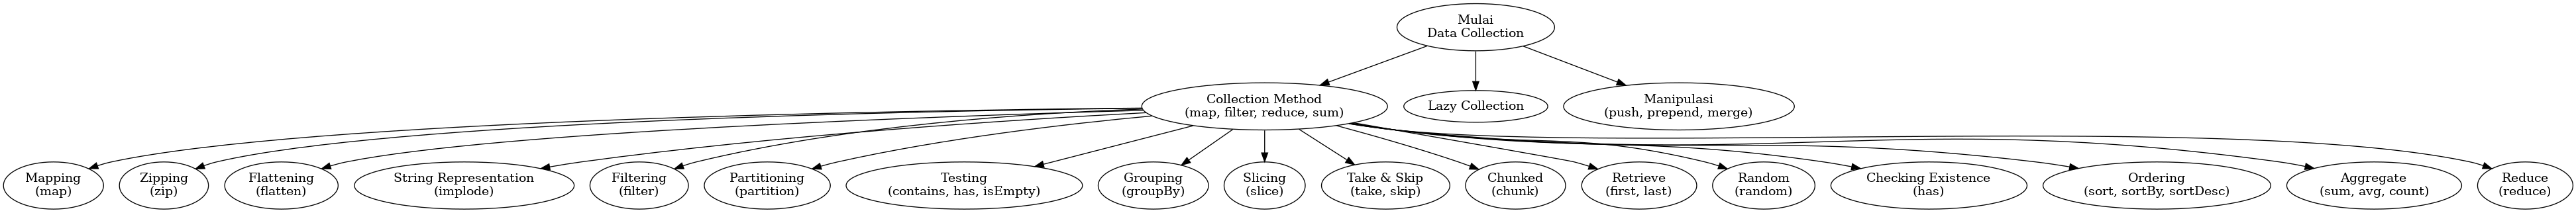 Mulai
Data Collection
Collection Method
(map, filter, reduce, sum)
Lazy Collection
Manipulasi
(push, prepend, merge)
Mapping
(map)
Zipping
(zip)
Flattening
(flatten)
String Representation
(implode)
Filtering
(filter)
Partitioning
(partition)
Testing
(contains, has, isEmpty)
Grouping
(groupBy)
Slicing
(slice)
Take & Skip
(take, skip)
Chunked
(chunk)
Retrieve
(first, last)
Random
(random)
Checking Existence
(has)
Ordering
(sort, sortBy, sortDesc)
Aggregate
(sum, avg, count)
Reduce
(reduce)